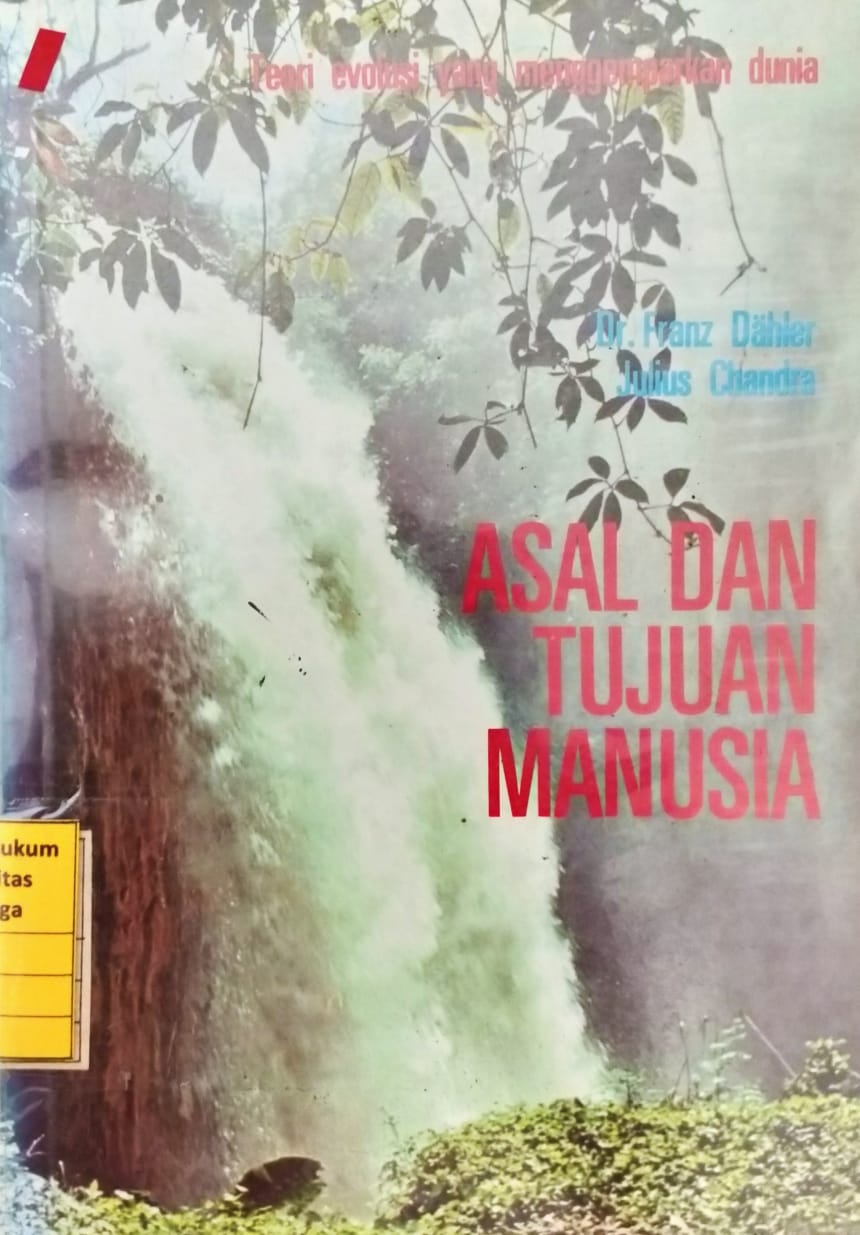 Teori evolusi yang menggemparkan dunia
Dr. Franz Dähler
Julius Chandra
ASAL DAN
TUJUAN
MANUSIA
ukum
itas
ga